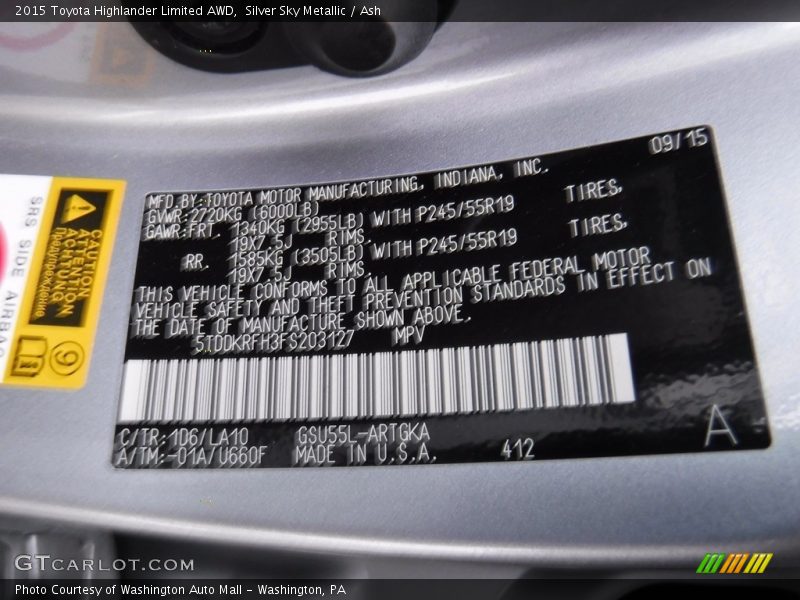 2015 Toyota Highlander Limited AWD, Silver Sky Metallic / Ash
09/15
MFD.BY:TOYOTA MOTOR MANUFACTURING, INDIANA, INC.
GVWR:2720KG (6000LB)
GAWR:FRT. 1340KG (2955LB) WITH P245/55R19 TIRES,
19X7.5J RIMS,
RR. 1585KG (3505LB) WITH P245/55R19 TIRES,
19X7.5J RIMS,
THIS VEHICLE CONFORMS TO ALL APPLICABLE FEDERAL MOTOR
VEHICLE SAFETY AND THEFT PREVENTION STANDARDS IN EFFECT ON
THE DATE OF MANUFACTURE SHOWN ABOVE.
5TDDKRFH3FS203127 MPV
C/TR:1D6/LA10 GSU55L-ARTGKA
A/TM:-01A/U660F MADE IN U.S.A. 412
A
SRS SIDE AIRBAG
CAUTION
ATTENTION
ACHTUNG
9
GTCARLOT.COM
Photo Courtesy of Washington Auto Mall - Washington, PA